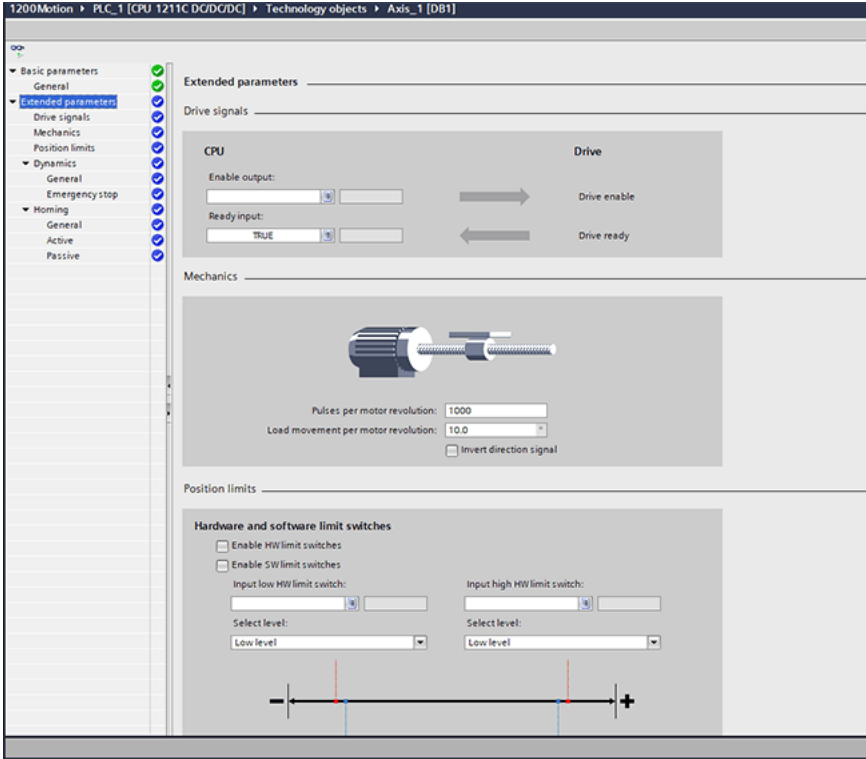 1200Motion ▸ PLC_1 [CPU 1211C DC/DC/DC] ▸ Technology objects ▸ Axis_1 [DB1]
Basic parameters
General
Extended parameters
Drive signals
Mechanics
Position limits
Dynamics
General
Emergency stop
Homing
General
Active
Passive
Extended parameters
Drive signals
CPU Drive
Enable output:
Drive enable
Ready input:
TRUE Drive ready
Mechanics
Pulses per motor revolution: 1000
Load movement per motor revolution: 10.0 °
Invert direction signal
Position limits
Hardware and software limit switches
Enable HW limit switches
Enable SW limit switches
Input low HW limit switch: Input high HW limit switch:
Select level: Select level:
Low level Low level
− +